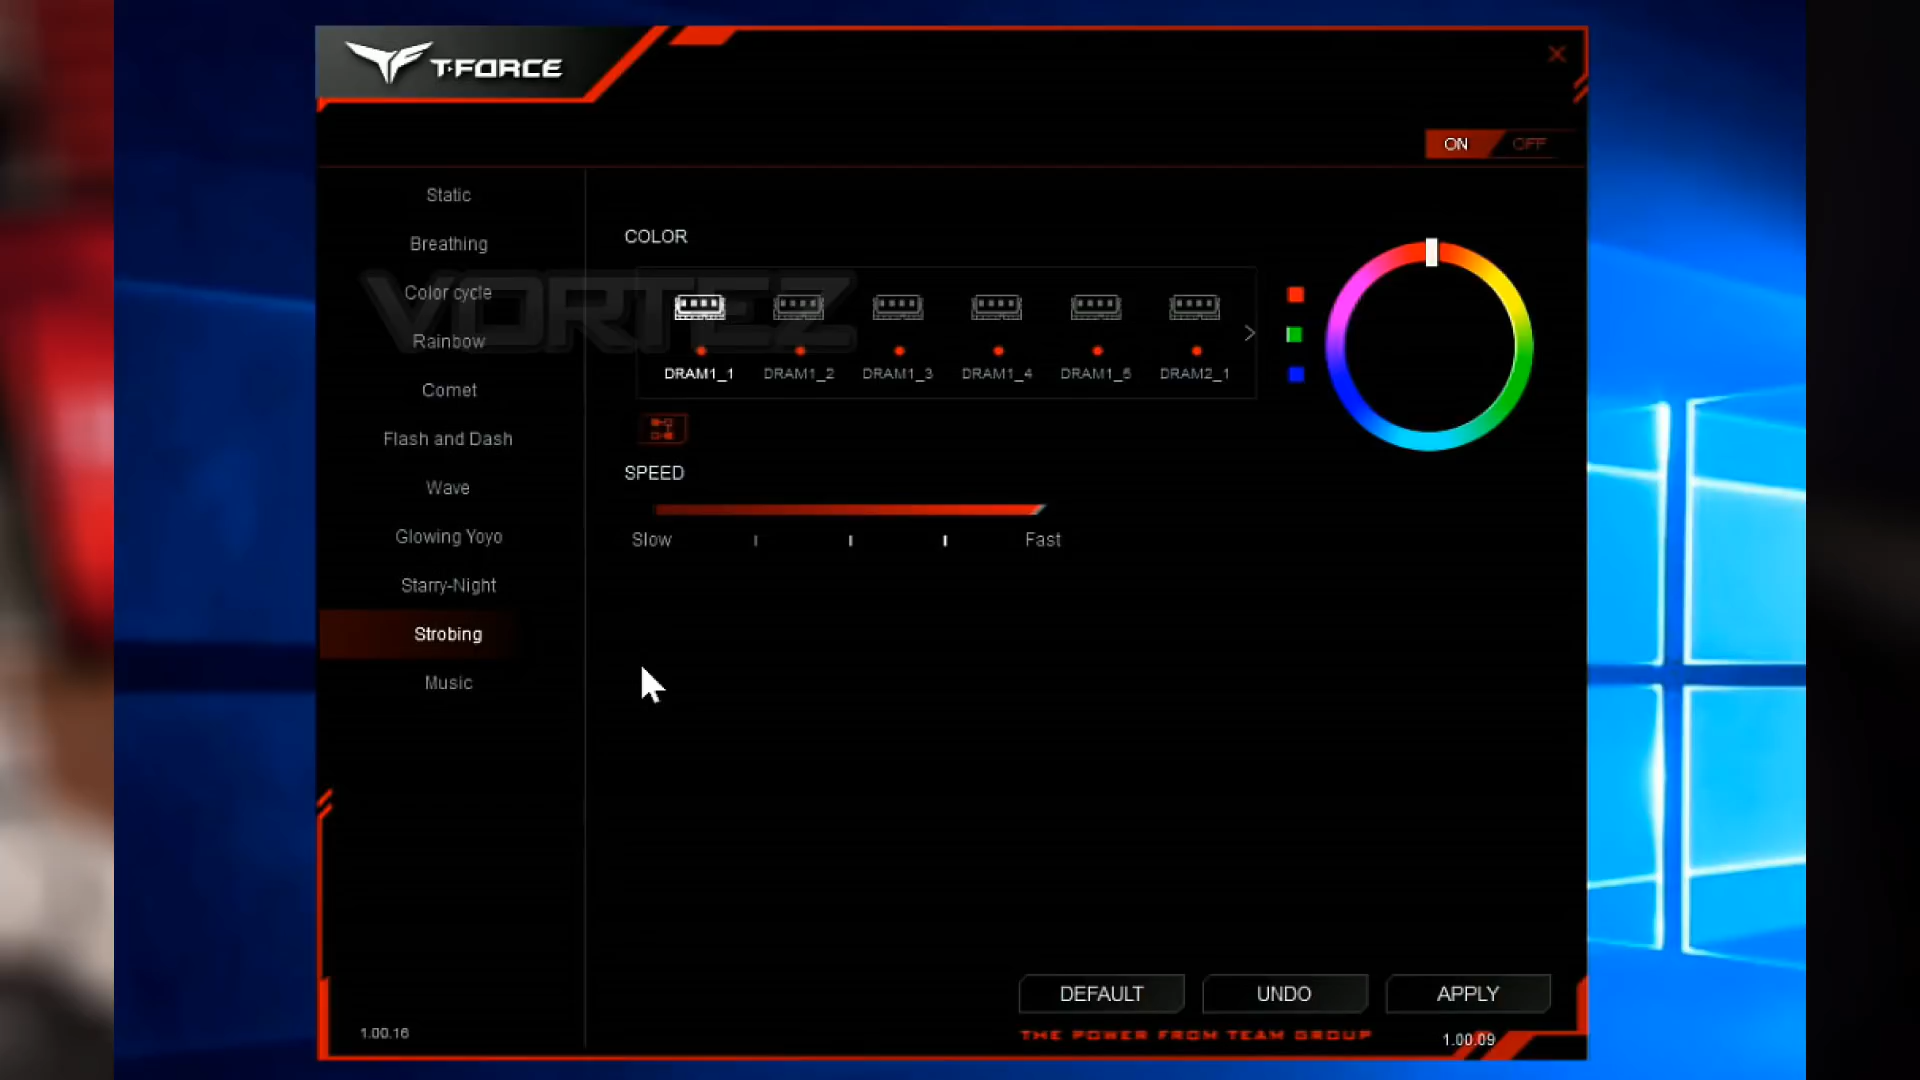 T-FORCE
ON OFF
Static
Breathing
Color cycle
Rainbow
Comet
Flash and Dash
Wave
Glowing Yoyo
Starry-Night
Strobing
Music
1.00.16
COLOR
VORTEZ
DRAM1_1 DRAM1_2 DRAM1_3 DRAM1_4 DRAM1_5 DRAM2_1
SPEED
Slow Fast
DEFAULT UNDO APPLY
THE POWER FROM TEAM GROUP
1.00.09